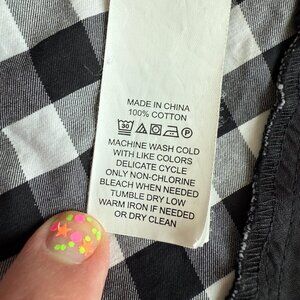 MADE IN CHINA
100% COTTON
30 P
MACHINE WASH COLD
WITH LIKE COLORS
DELICATE CYCLE
ONLY NON-CHLORINE
BLEACH WHEN NEEDED
TUMBLE DRY LOW
WARM IRON IF NEEDED
OR DRY CLEAN